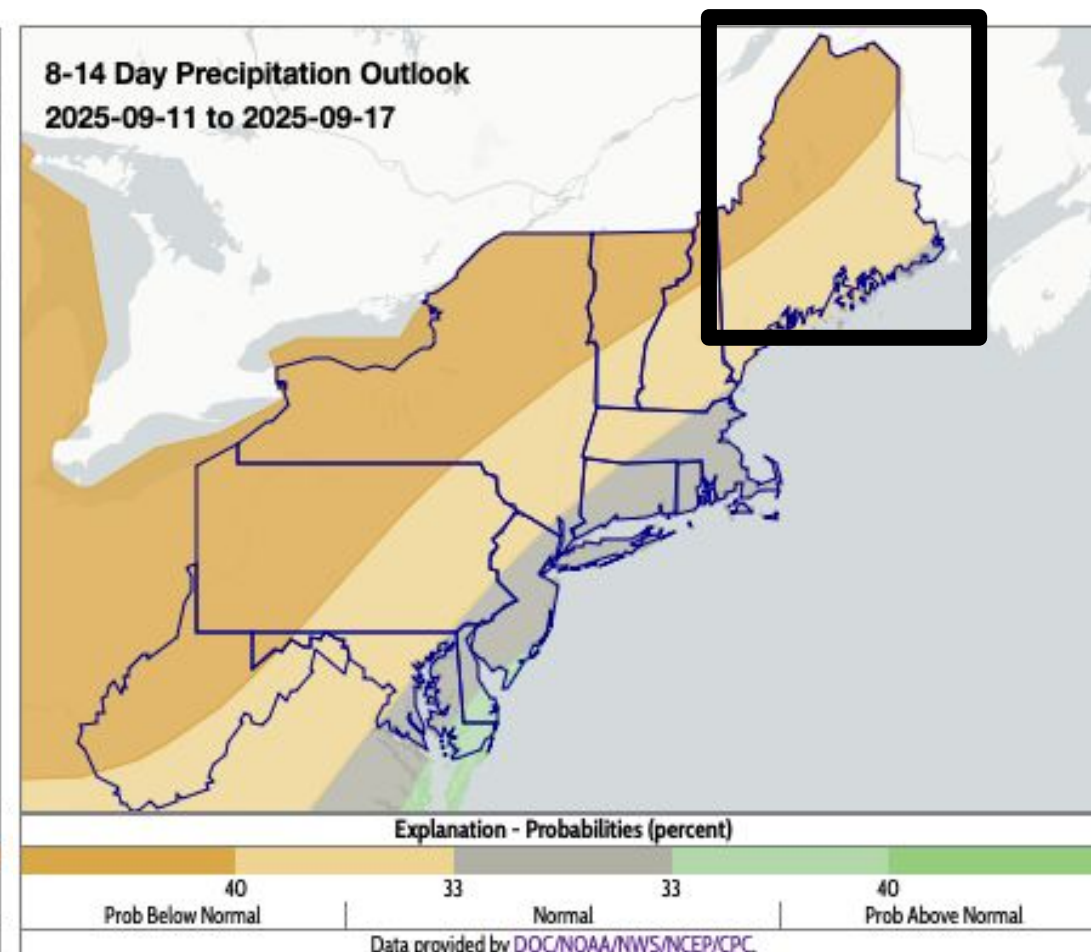 8-14 Day Precipitation Outlook
2025-09-11 to 2025-09-17
Explanation - Probabilities (percent)
40 33 33 40
Prob Below Normal | Normal | Prob Above Normal
Data provided by DOC/NOAA/NWS/NCEP/CPC.